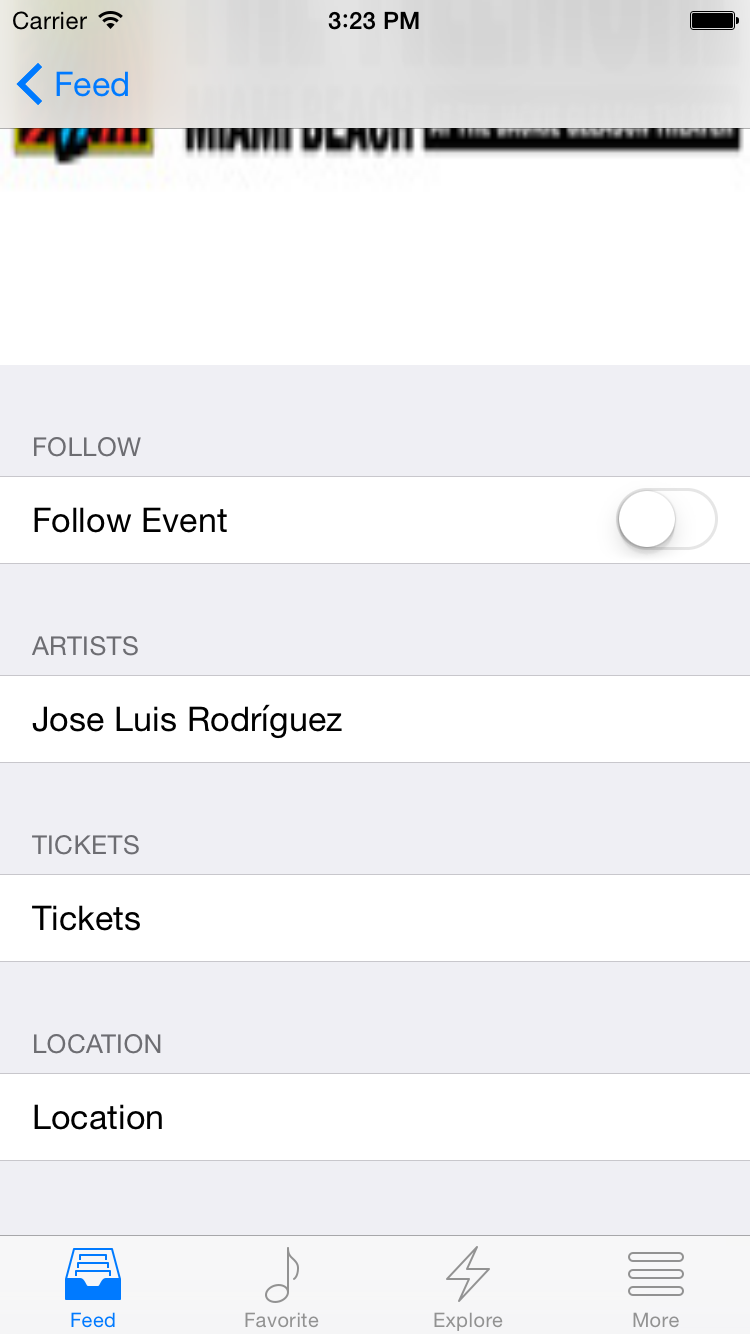 Carrier 3:23 PM
Feed
MIAMI BEACH
FOLLOW
Follow Event
ARTISTS
Jose Luis Rodríguez
TICKETS
Tickets
LOCATION
Location
Feed Favorite Explore More